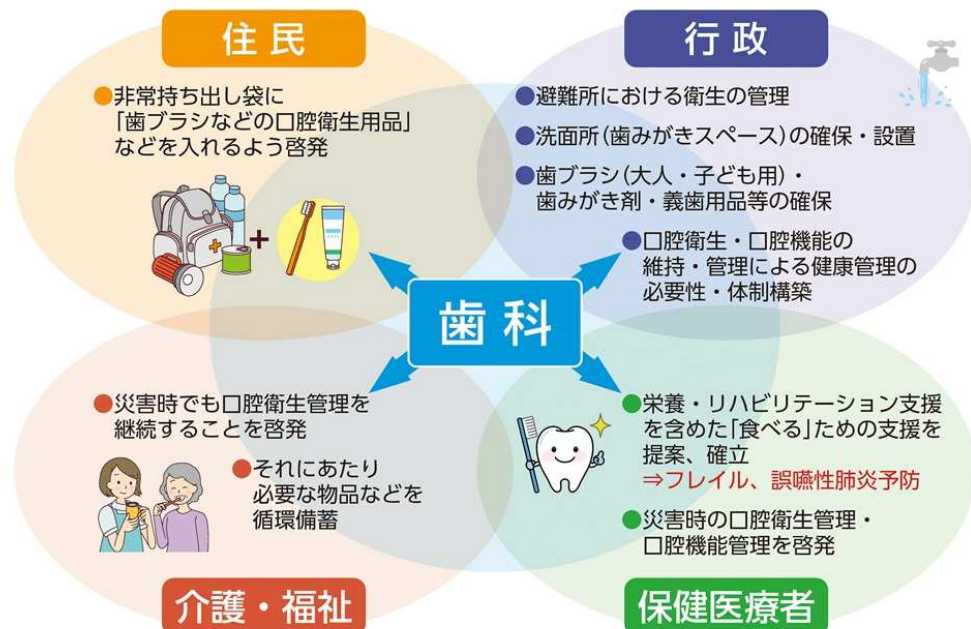 住民
●非常持ち出し袋に
「歯ブラシなどの口腔衛生用品」
などを入れるよう啓発
行政
●避難所における衛生の管理
●洗面所(歯みがきスペース)の確保・設置
●歯ブラシ(大人・子ども用)・
歯みがき剤・義歯用品等の確保
●口腔衛生・口腔機能の
維持・管理による健康管理の
必要性・体制構築
歯科
●災害時でも口腔衛生管理を
継続することを啓発
●それにあたり
必要な物品などを
循環備蓄
介護・福祉
●栄養・リハビリテーション支援
を含めた「食べる」ための支援を
提案、確立
⇒フレイル、誤嚥性肺炎予防
●災害時の口腔衛生管理・
口腔機能管理を啓発
保健医療者